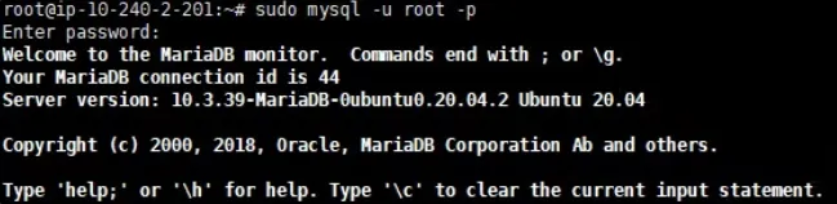 root@ip-10-240-2-201:~# sudo mysql -u root -p
Enter password:
Welcome to the MariaDB monitor.  Commands end with ; or \g.
Your MariaDB connection id is 44
Server version: 10.3.39-MariaDB-0ubuntu0.20.04.2 Ubuntu 20.04
Copyright (c) 2000, 2018, Oracle, MariaDB Corporation Ab and others.
Type 'help;' or '\h' for help. Type '\c' to clear the current input statement.